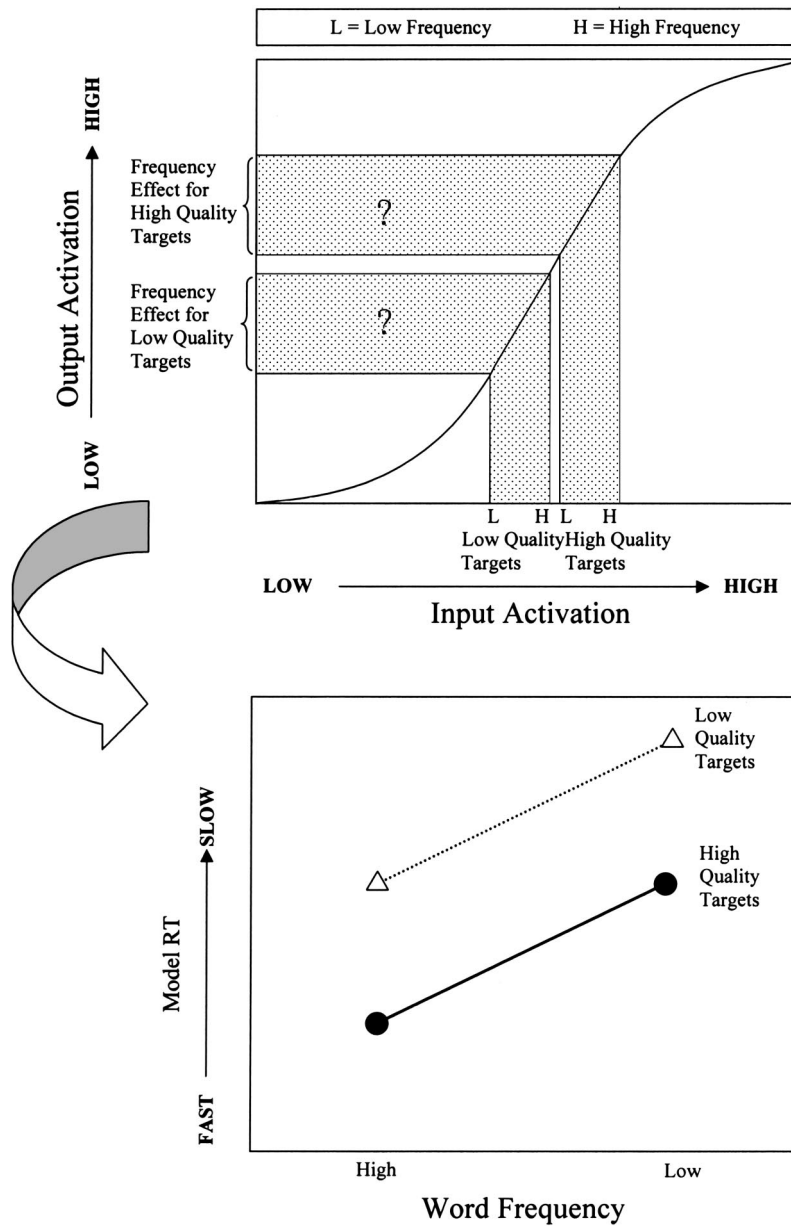 L = Low Frequency H = High Frequency
HIGH
Output Activation
LOW
Frequency
Effect for
High Quality
Targets
?
Frequency
Effect for
Low Quality
Targets
?
L H L H
Low Quality High Quality
Targets Targets
LOW HIGH
Input Activation
SLOW
Model RT
FAST
Low
Quality
Targets
High
Quality
Targets
High Low
Word Frequency